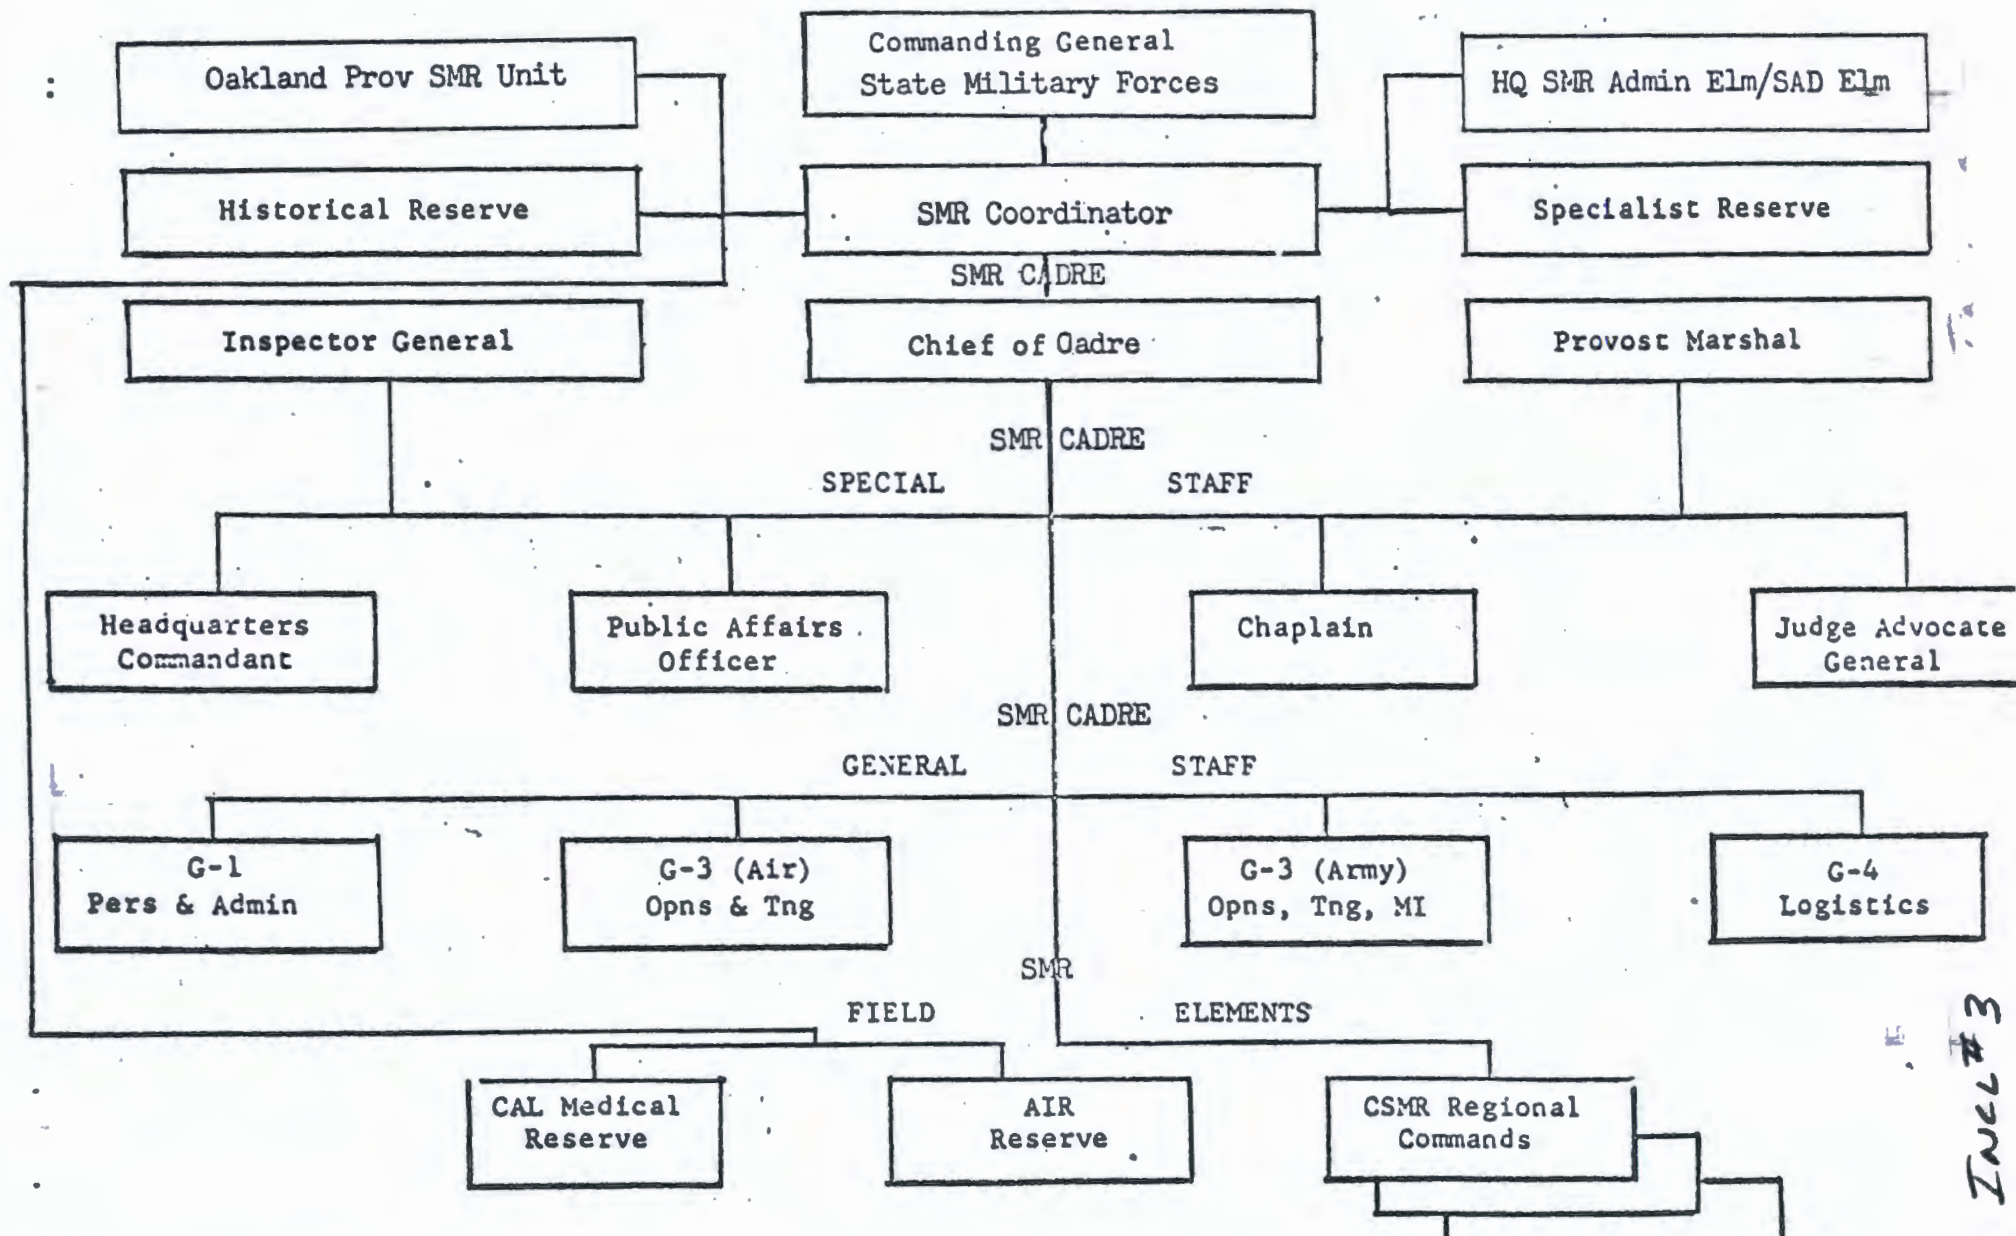 Oakland Prov SMR Unit
Commanding General
State Military Forces
HQ SMR Admin Elm/SAD Elm
Historical Reserve
SMR Coordinator
Specialist Reserve
SMR CADRE
Inspector General
Chief of Cadre
Provost Marshal
SMR CADRE
SPECIAL STAFF
Headquarters
Commandant
Public Affairs
Officer
Chaplain
Judge Advocate
General
SMR CADRE
GENERAL STAFF
G-1
Pers & Admin
G-3 (Air)
Opns & Tng
G-3 (Army)
Opns, Tng, MI
G-4
Logistics
SMR
FIELD ELEMENTS
CAL Medical
Reserve
AIR
Reserve
CSMR Regional
Commands
INCL #3